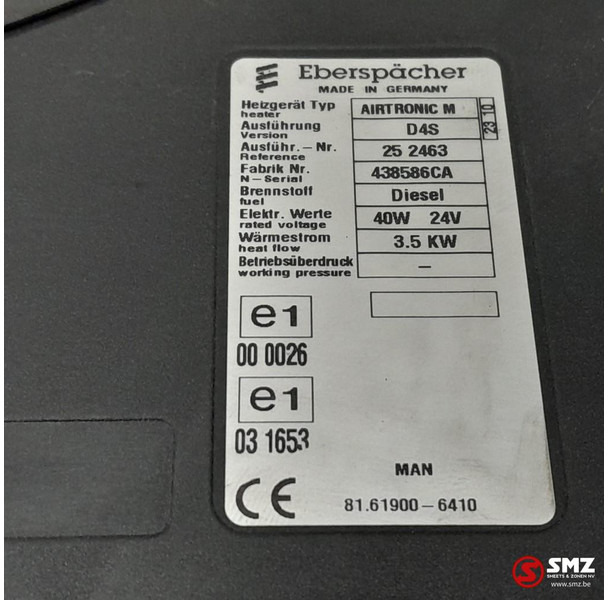 Eberspächer
MADE IN GERMANY
Heizgerät Typ AIRTRONIC M
heater
Ausführung D4S
Version
Ausführ. – Nr. 25 2463
Reference
Fabrik Nr. 438586CA
N – Serial
Brennstoff Diesel
fuel
Elektr. Werte 40W 24V
rated voltage
Wärmestrom 3.5 KW
heat flow
Betriebsüberdruck –
working pressure
23 10
e1
00 0026
e1
03 1653
CE
MAN
81.61900 – 6410
SMZ
SHEETS & ZONEN NV
www.smz.be